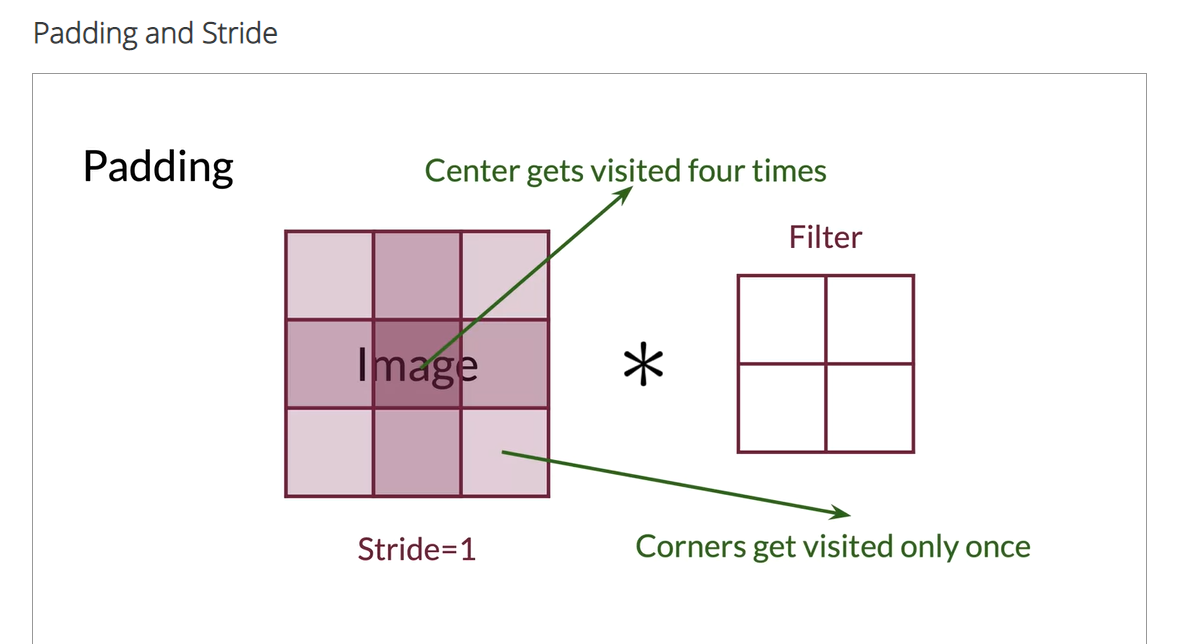 Padding and Stride
Padding
Center gets visited four times
Filter
Image
*
Stride=1
Corners get visited only once